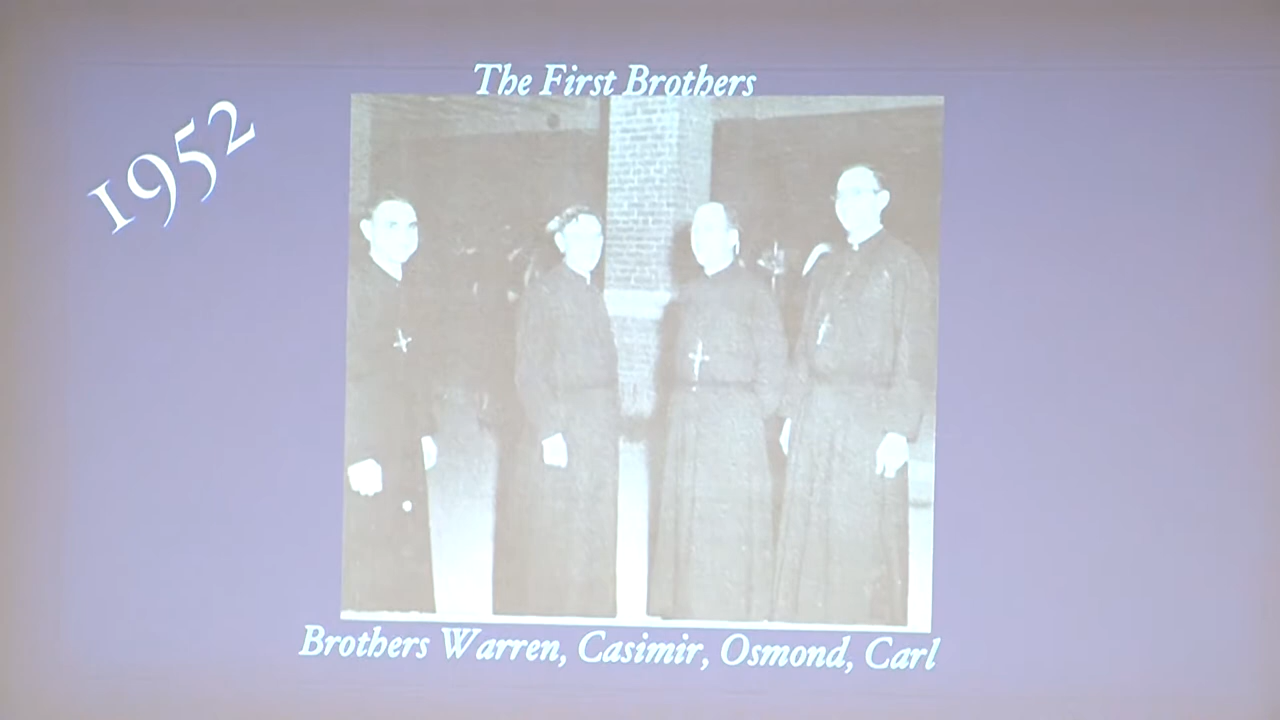 The First Brothers
1952
Brothers Warren, Casimir, Osmond, Carl